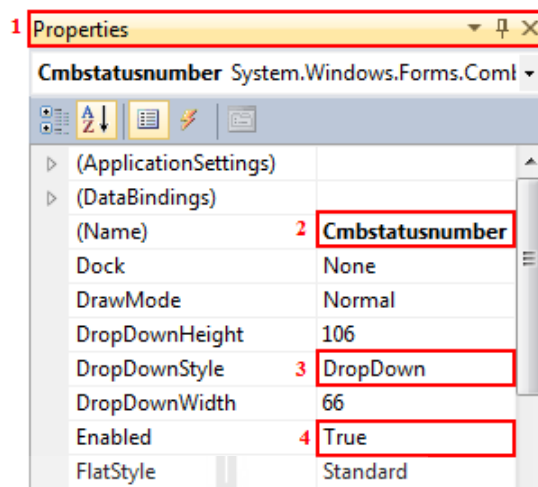 1 Properties
Cmbstatusnumber System.Windows.Forms.Com
(ApplicationSettings)
(DataBindings)
(Name) 2 Cmbstatusnumber
Dock None
DrawMode Normal
DropDownHeight 106
DropDownStyle 3 DropDown
DropDownWidth 66
Enabled 4 True
FlatStyle Standard